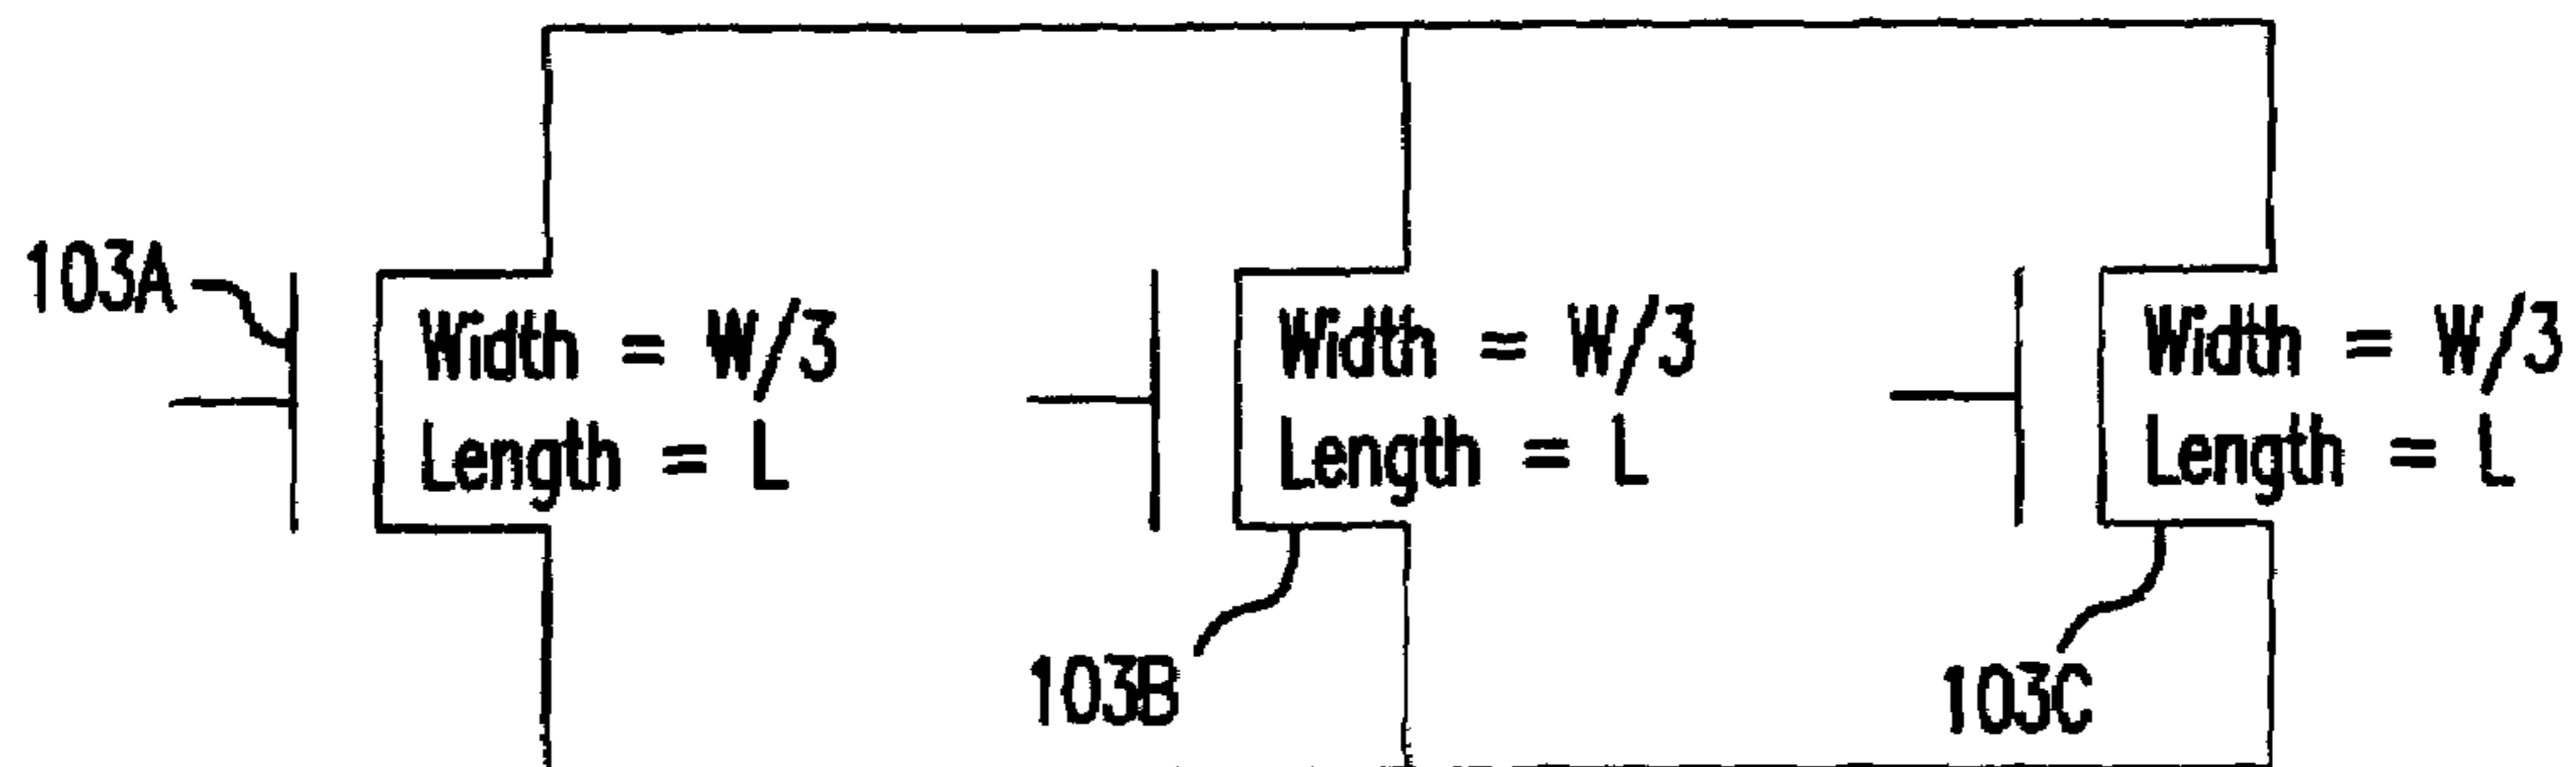 103A
Width = W/3
Length = L
Width = W/3
Length = L
Width = W/3
Length = L
103B
103C